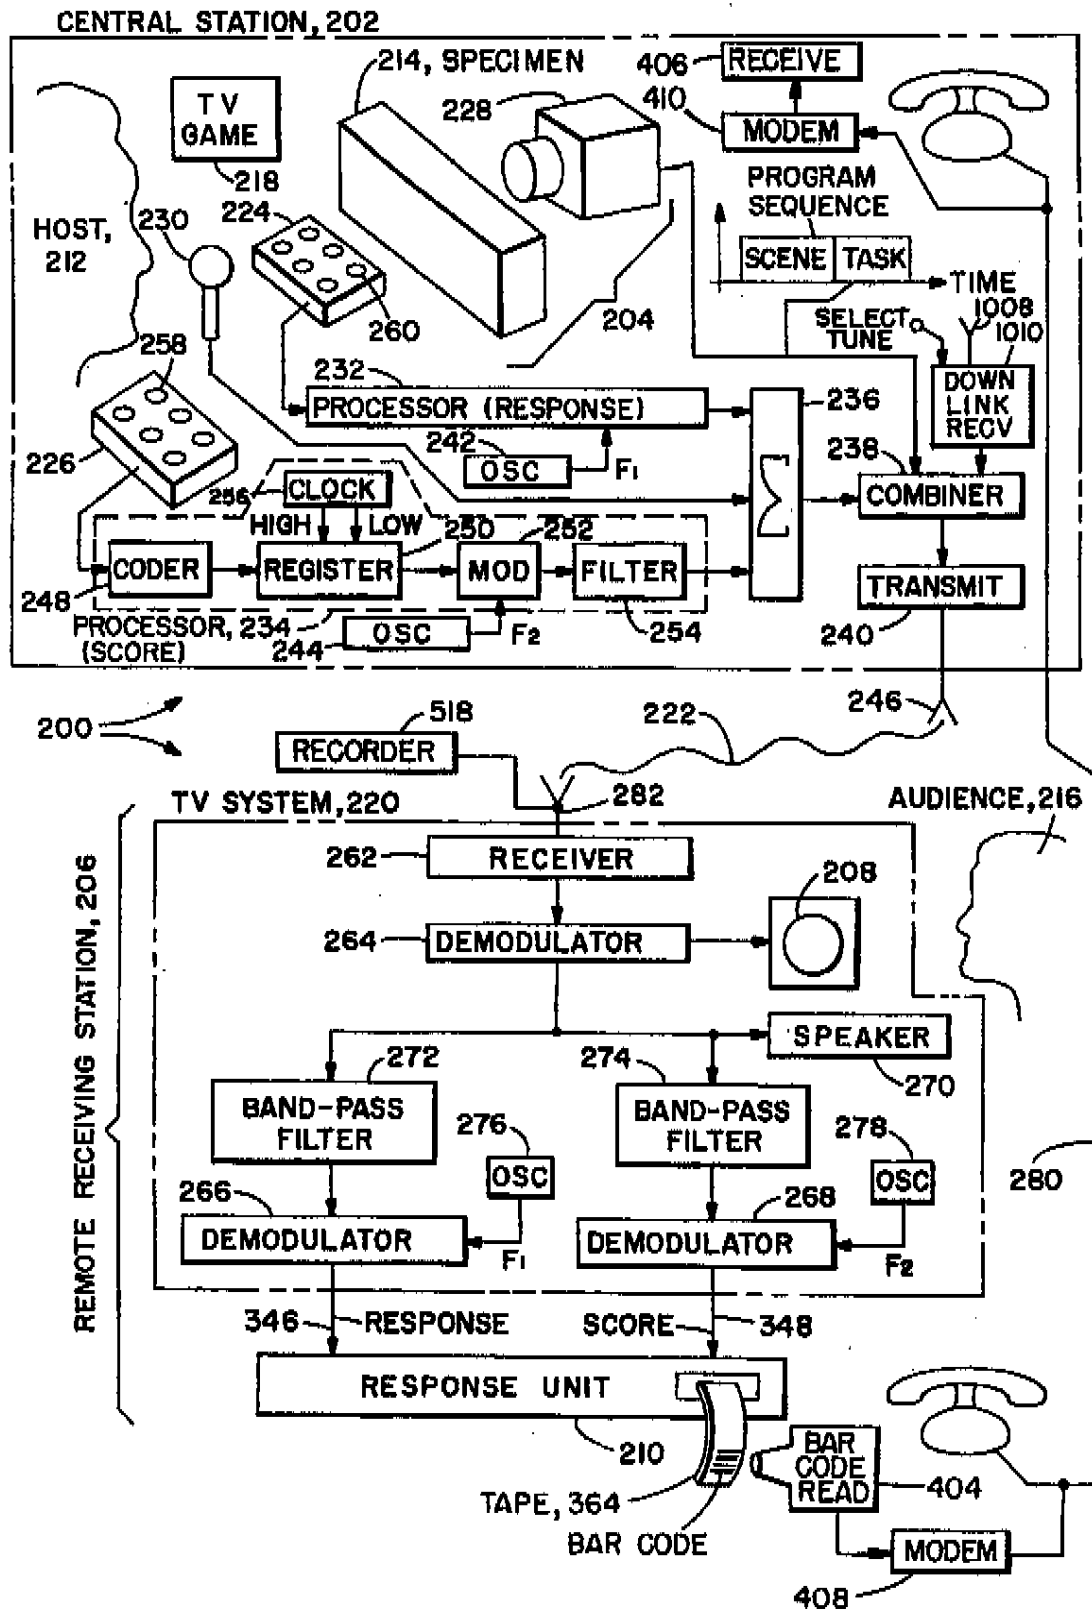 CENTRAL STATION, 202
TV
GAME
218
214, SPECIMEN
228
406
RECEIVE
410
MODEM
PROGRAM
SEQUENCE
SCENE
TASK
TIME
HOST,
212
230
224
260
204
SELECT
TUNE
1008
1010
DOWN
LINK
RECV
258
226
232
PROCESSOR (RESPONSE)
242
OSC
F1
236
238
COMBINER
256
CLOCK
HIGH
LOW
250
252
CODER
248
REGISTER
MOD
FILTER
254
TRANSMIT
240
PROCESSOR, 234
(SCORE)
244
OSC
F2
246
200
518
RECORDER
222
282
TV SYSTEM, 220
AUDIENCE, 216
REMOTE RECEIVING STATION, 206
262
RECEIVER
208
264
DEMODULATOR
SPEAKER
270
272
BAND-PASS
FILTER
274
BAND-PASS
FILTER
276
OSC
278
OSC
280
266
DEMODULATOR
F1
268
DEMODULATOR
F2
346
RESPONSE
SCORE
348
RESPONSE UNIT
210
TAPE, 364
BAR CODE
BAR
CODE
READ
404
MODEM
408